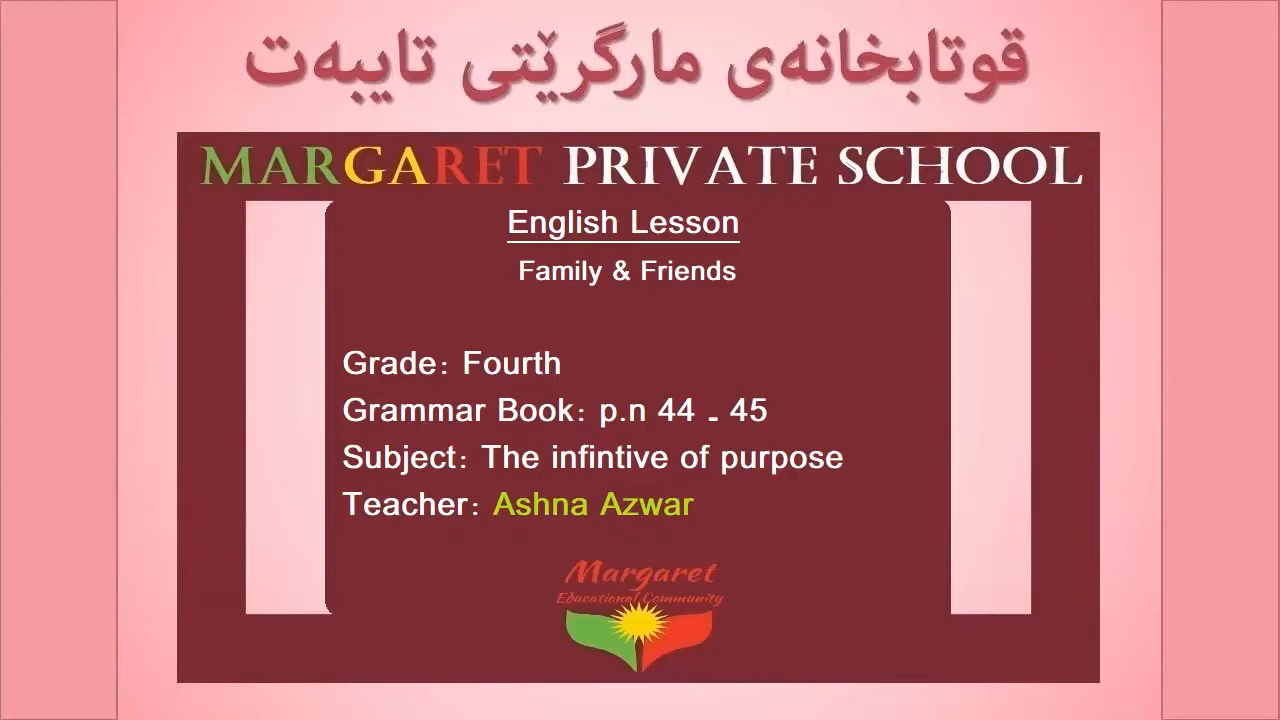 قوتابخانەی مارگرێتی تایبەت
MARGARET PRIVATE SCHOOL
English Lesson
Family & Friends
Grade: Fourth
Grammar Book: p.n 44 - 45
Subject: The infintive of purpose
Teacher: Ashna Azwar
Margaret
Educational Community